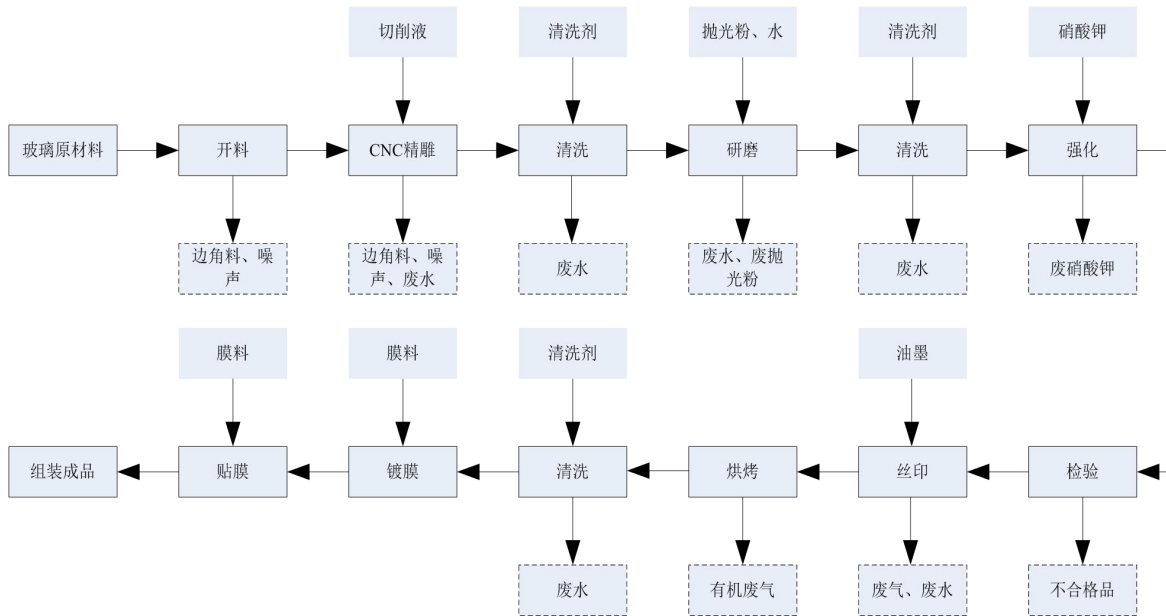 切削液
清洗剂
抛光粉、水
清洗剂
硝酸钾
玻璃原材料
开料
CNC精雕
清洗
研磨
清洗
强化
边角料、噪
声
边角料、噪
声、废水
废水
废水、废抛
光粉
废水
废硝酸钾
膜料
膜料
清洗剂
油墨
组装成品
贴膜
镀膜
清洗
烘烤
丝印
检验
废水
有机废气
废气、废水
不合格品